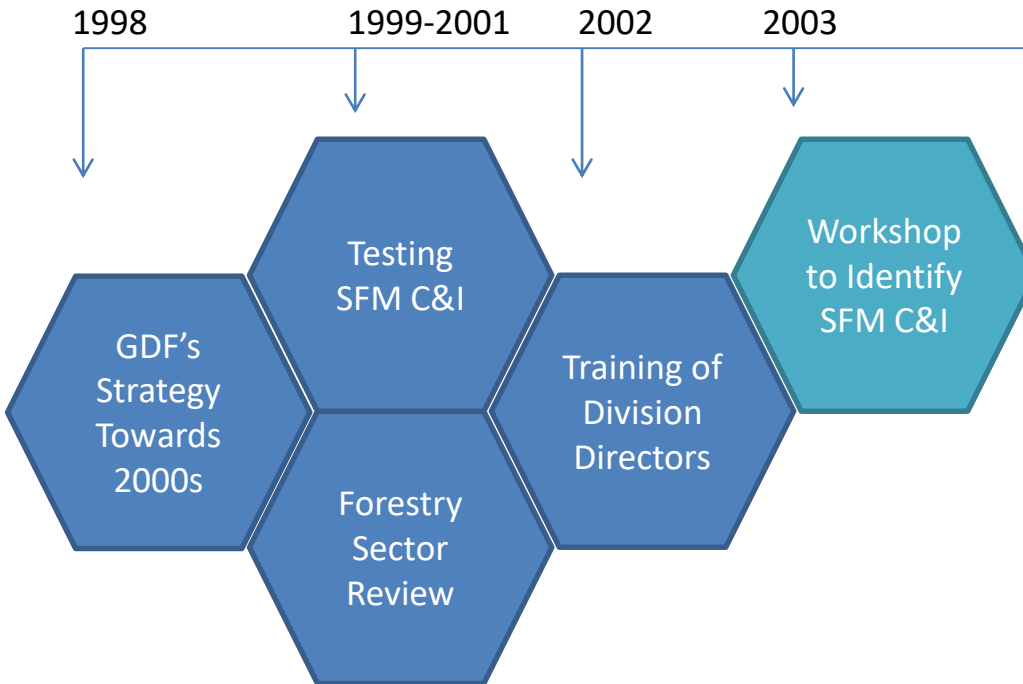 1998
1999-2001
2002
2003
GDF's
Strategy
Towards
2000s
Testing
SFM C&I
Forestry
Sector
Review
Training of
Division
Directors
Workshop
to Identify
SFM C&I